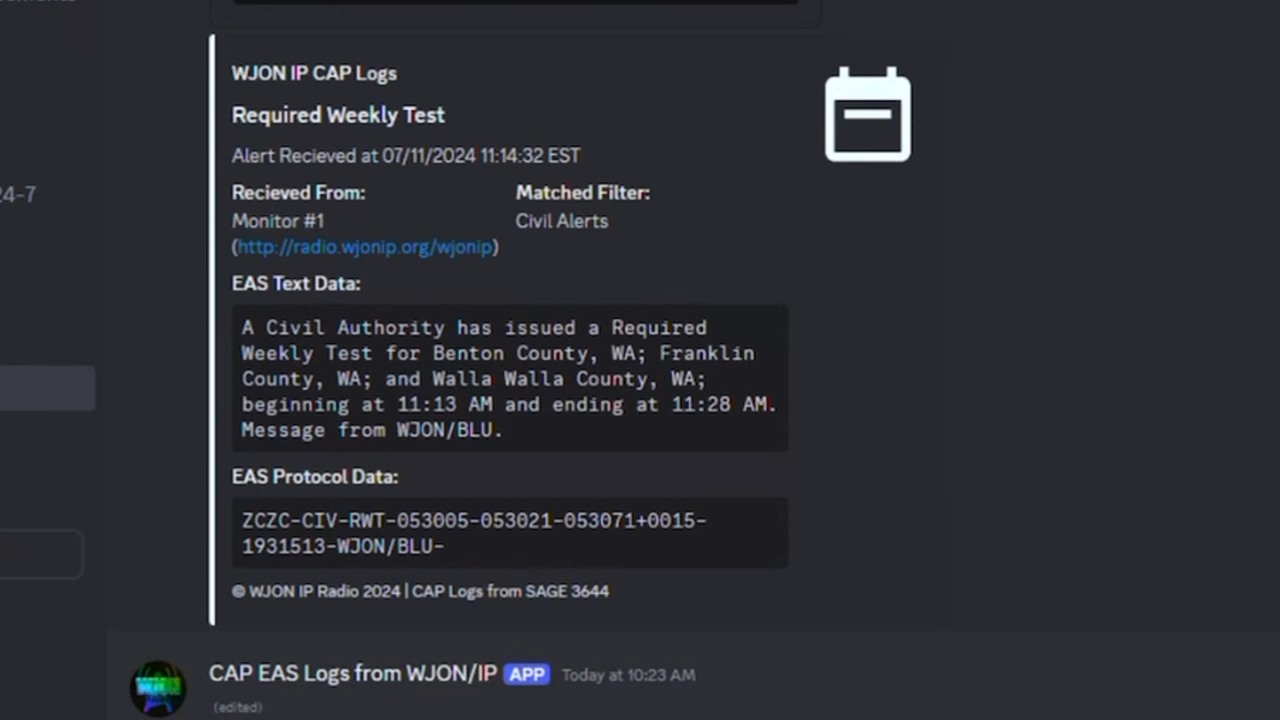 24-7
WJON IP CAP Logs
Required Weekly Test
Alert Recieved at 07/11/2024 11:14:32 EST
Recieved From:
Matched Filter:
Monitor #1
Civil Alerts
(http://radio.wjonip.org/wjonip)
EAS Text Data:
A Civil Authority has issued a Required
Weekly Test for Benton County, WA; Franklin
County, WA; and Walla Walla County, WA;
beginning at 11:13 AM and ending at 11:28 AM.
Message from WJON/BLU.
EAS Protocol Data:
ZCZC-CIV-RWT-053005-053021-053071+0015-
1931513-WJON/BLU-
© WJON IP Radio 2024 | CAP Logs from SAGE 3644
CAP EAS Logs from WJON/IP APP Today at 10:23 AM
(edited)